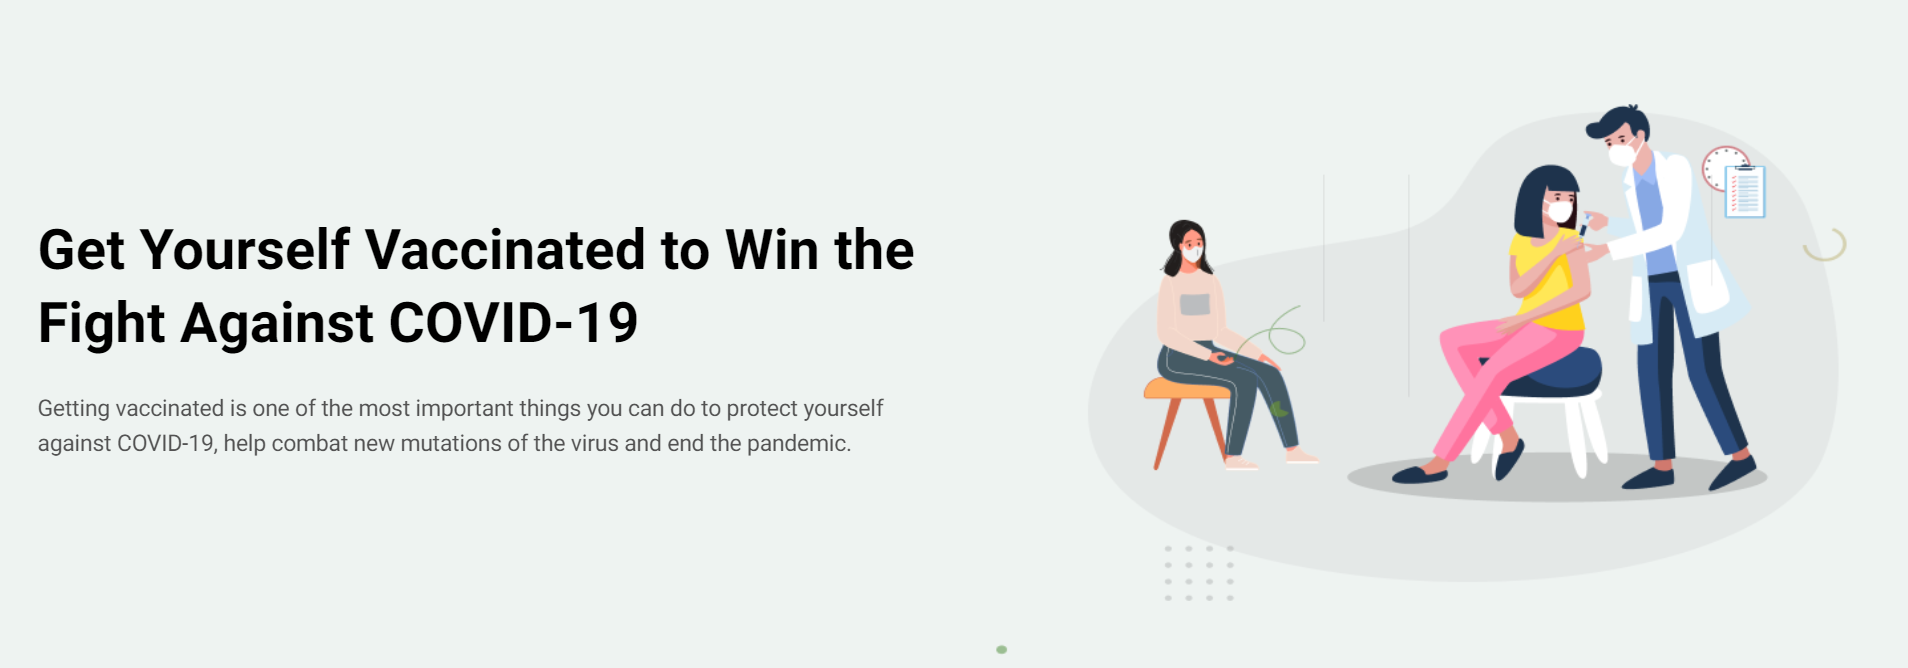 Get Yourself Vaccinated to Win the
Fight Against COVID-19
Getting vaccinated is one of the most important things you can do to protect yourself
against COVID-19, help combat new mutations of the virus and end the pandemic.